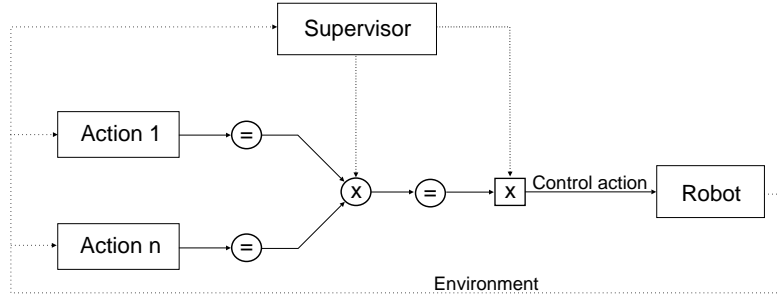 Supervisor
Action 1
=
x
=
x
Control action
Robot
Action n
=
Environment